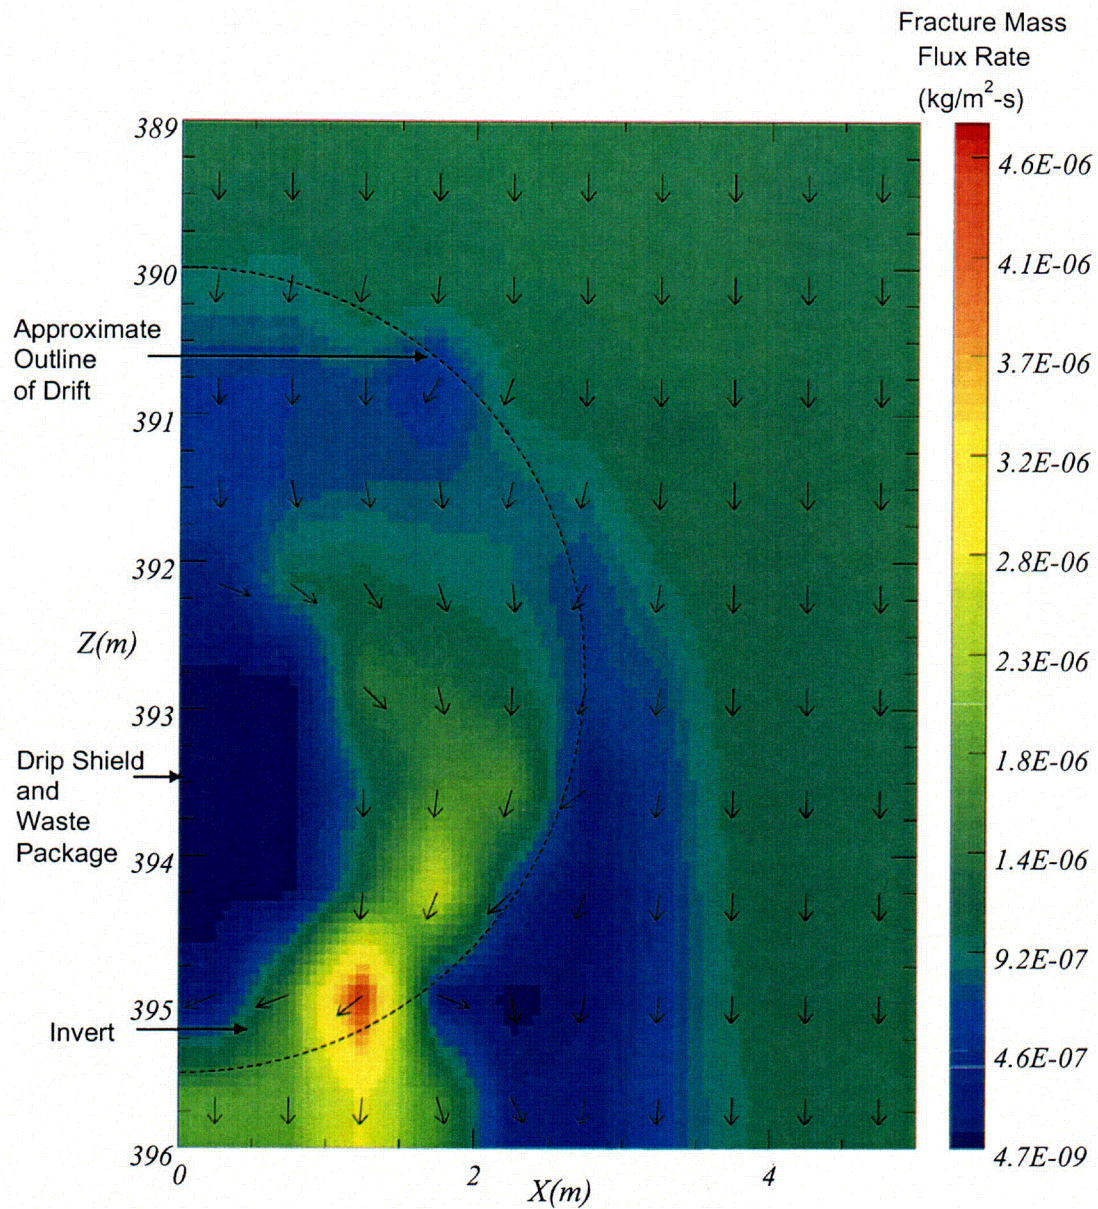 Fracture Mass
Flux Rate
(kg/m²-s)
389
390
391
392
393
394
395
396
Z(m)
Approximate
Outline
of Drift
Drip Shield
and
Waste
Package
Invert
0
2
4
X(m)
4.6E-06
4.1E-06
3.7E-06
3.2E-06
2.8E-06
2.3E-06
1.8E-06
1.4E-06
9.2E-07
4.6E-07
4.7E-09